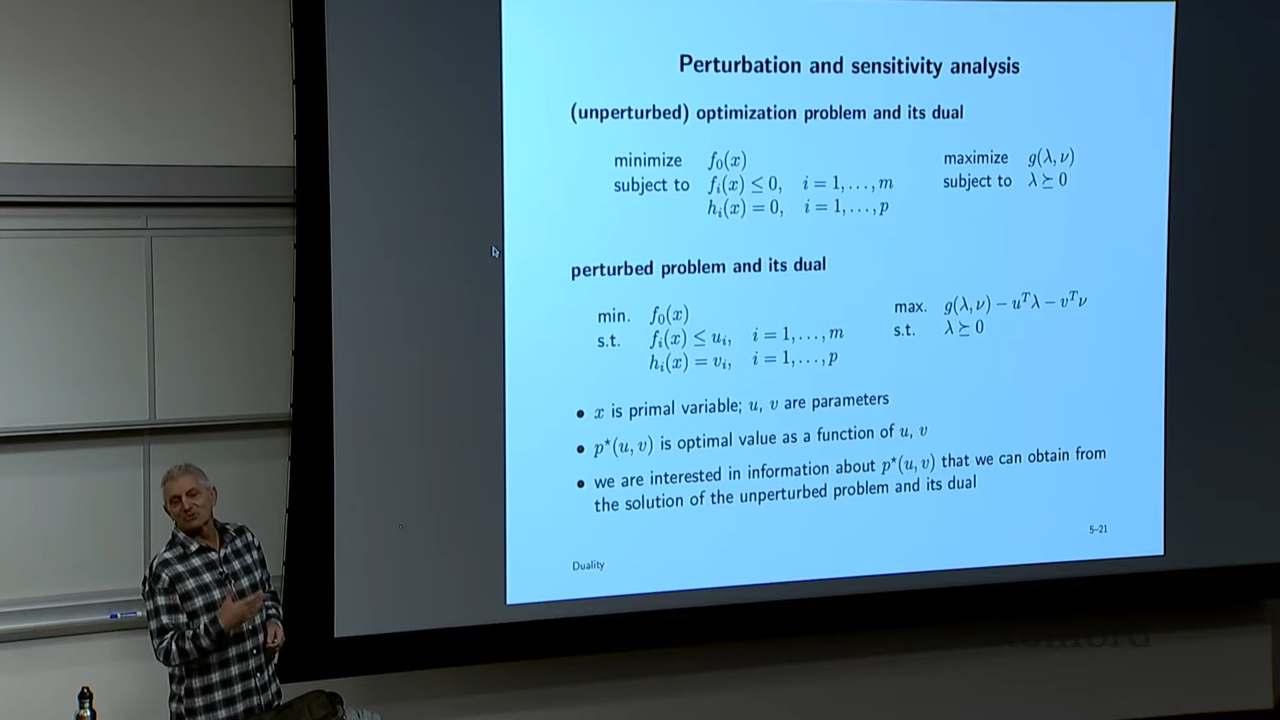 Perturbation and sensitivity analysis
(unperturbed) optimization problem and its dual
minimize f₀(x) maximize g(λ, ν)
subject to fᵢ(x) ≤ 0, i = 1, . . . , m subject to λ ⪰ 0
hᵢ(x) = 0, i = 1, . . . , p
perturbed problem and its dual
min. f₀(x) max. g(λ, ν) − uᵀλ − vᵀν
s.t. fᵢ(x) ≤ uᵢ, i = 1, . . . , m s.t. λ ⪰ 0
hᵢ(x) = vᵢ, i = 1, . . . , p
• x is primal variable; u, v are parameters
• p⋆(u, v) is optimal value as a function of u, v
• we are interested in information about p⋆(u, v) that we can obtain from
the solution of the unperturbed problem and its dual
5–21
Duality